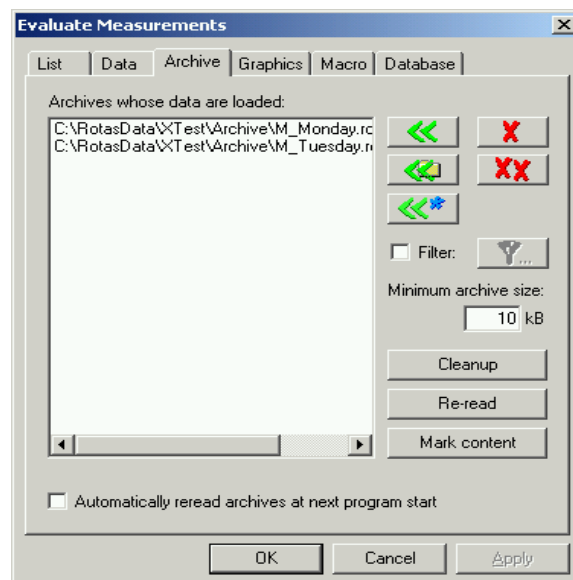 Evaluate Measurements
List Data Archive Graphics Macro Database
Archives whose data are loaded:
C:\RotasData\XTest\Archive\M_Monday.rc
C:\RotasData\XTest\Archive\M_Tuesday.r
Filter:
...
Minimum archive size:
10 kB
Cleanup
Re-read
Mark content
Automatically reread archives at next program start
OK Cancel Apply